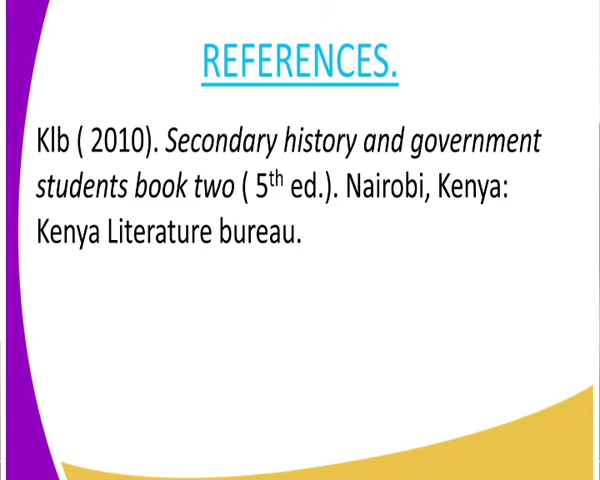 REFERENCES.
Klb ( 2010). Secondary history and government
students book two ( 5th ed.). Nairobi, Kenya:
Kenya Literature bureau.